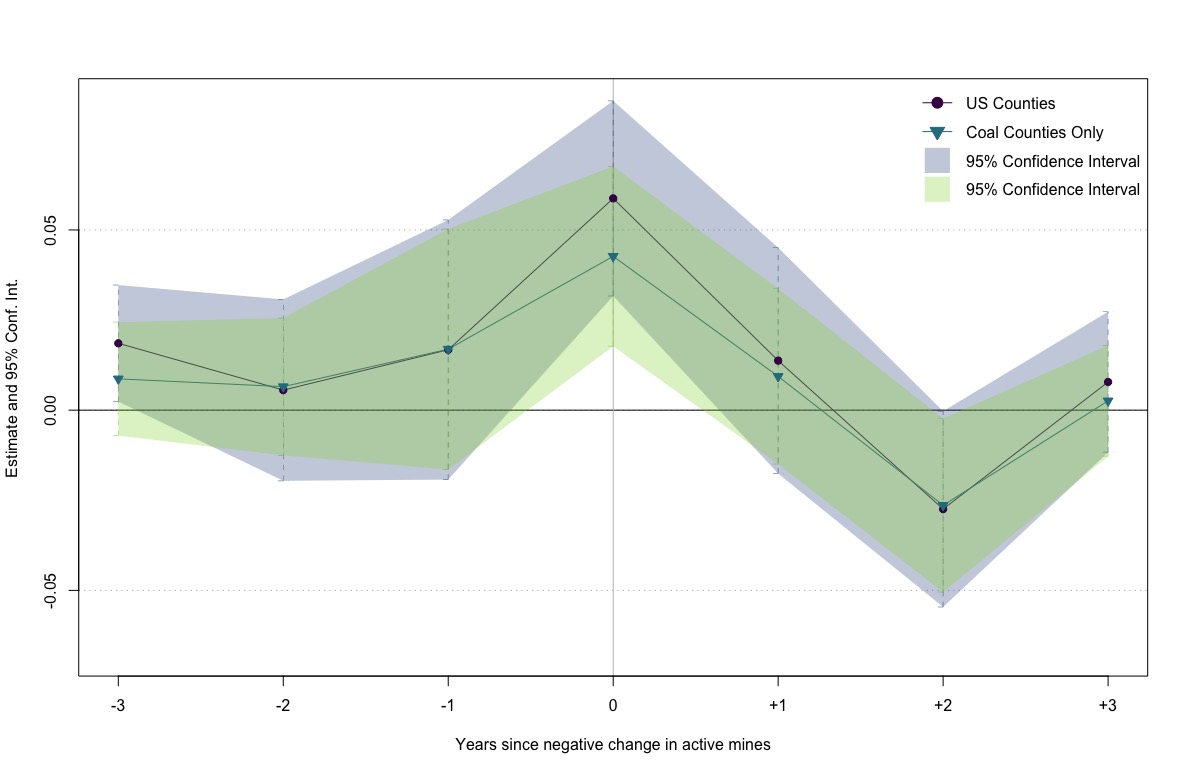 US Counties
Coal Counties Only
95% Confidence Interval
95% Confidence Interval
Estimate and 95% Conf. Int.
0.05
0.00
-0.05
-3 -2 -1 0 +1 +2 +3
Years since negative change in active mines